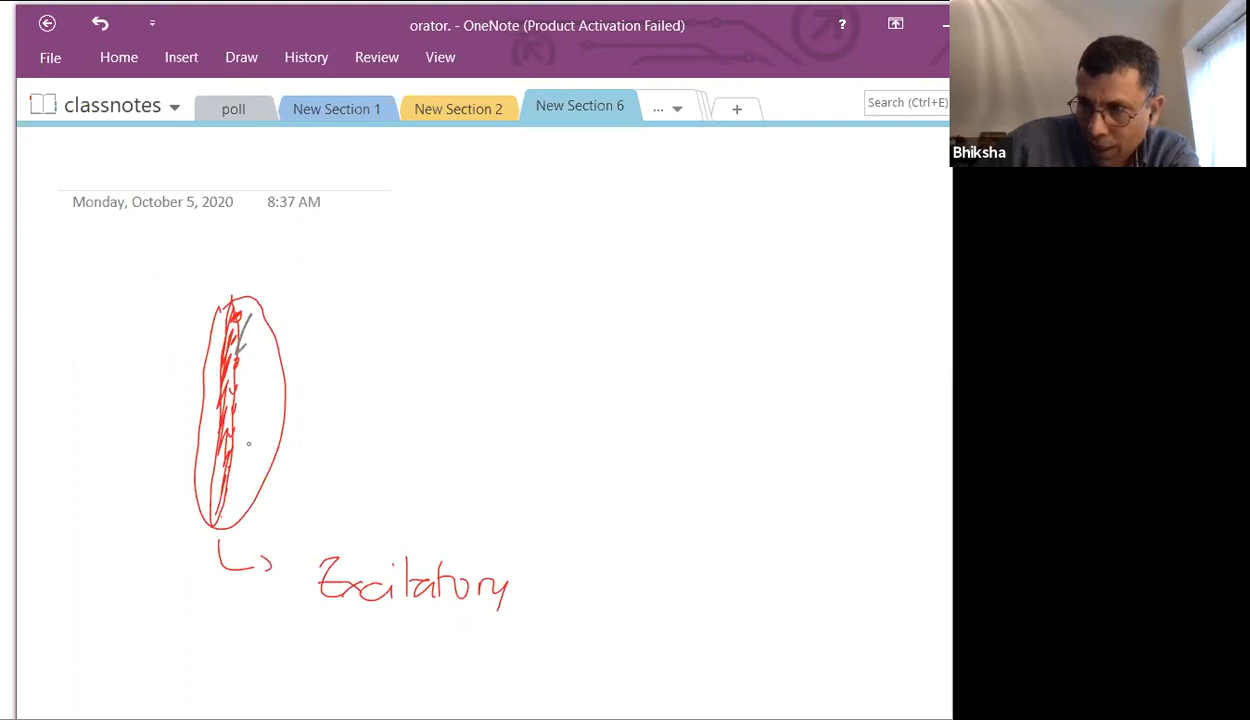 orator. - OneNote (Product Activation Failed)
?
File Home Insert Draw History Review View
classnotes poll New Section 1 New Section 2 New Section 6 ... + Search (Ctrl+E)
Bhiksha
Monday, October 5, 2020 8:37 AM
Excitatory